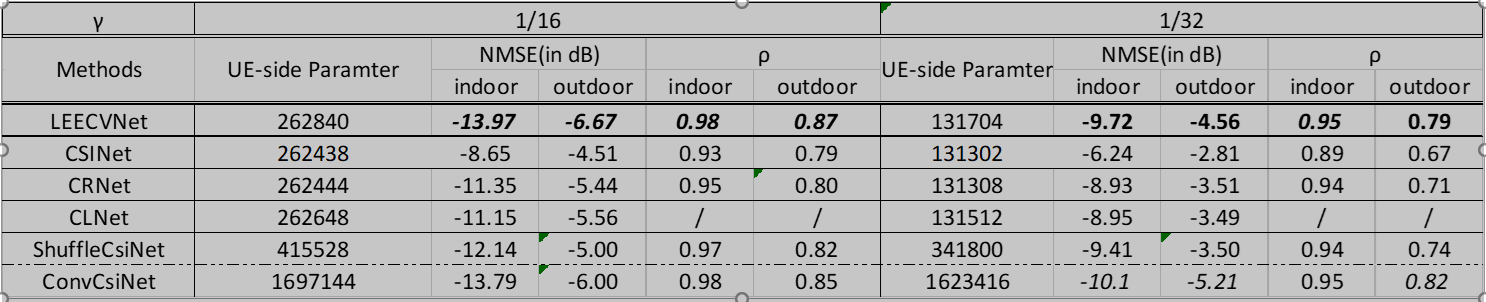 γ 1/16 1/32
Methods UE-side Paramter NMSE(in dB) ρ UE-side Paramter NMSE(in dB) ρ
indoor outdoor indoor outdoor indoor outdoor indoor outdoor
LEECVNet 262840 -13.97 -6.67 0.98 0.87 131704 -9.72 -4.56 0.95 0.79
CSINet 262438 -8.65 -4.51 0.93 0.79 131302 -6.24 -2.81 0.89 0.67
CRNet 262444 -11.35 -5.44 0.95 0.80 131308 -8.93 -3.51 0.94 0.71
CLNet 262648 -11.15 -5.56 / / 131512 -8.95 -3.49 / /
ShuffleCsiNet 415528 -12.14 -5.00 0.97 0.82 341800 -9.41 -3.50 0.94 0.74
ConvCsiNet 1697144 -13.79 -6.00 0.98 0.85 1623416 -10.1 -5.21 0.95 0.82